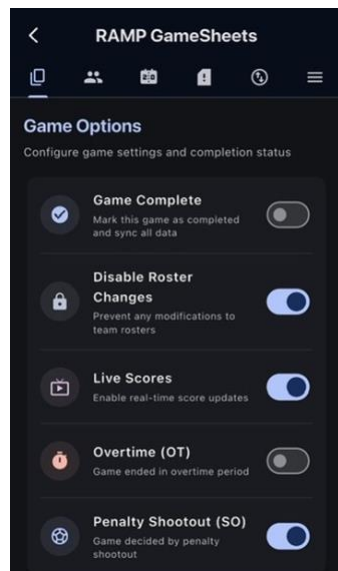 RAMP GameSheets
Game Options
Configure game settings and completion status
Game Complete
Mark this game as completed
and sync all data
Disable Roster
Changes
Prevent any modifications to
team rosters
Live Scores
Enable real-time score updates
Overtime (OT)
Game ended in overtime period
Penalty Shootout (SO)
Game decided by penalty
shootout